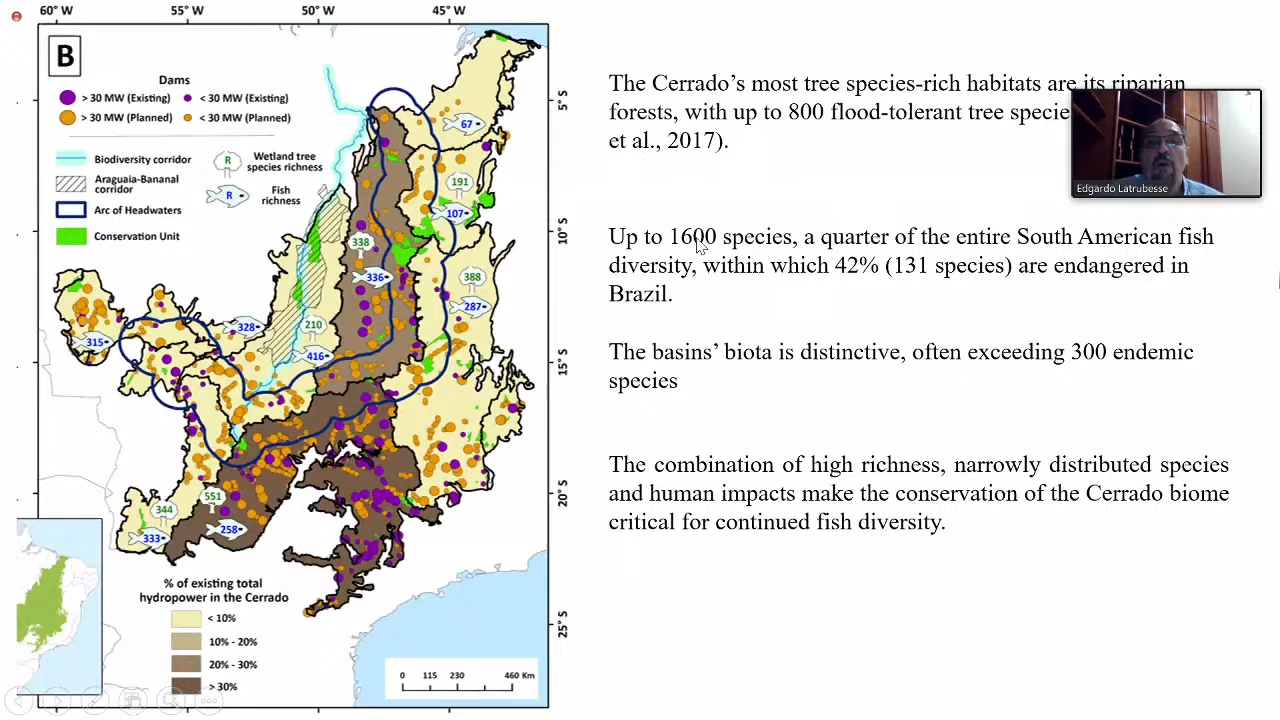 60° W
55° W
50° W
45° W
B
Dams
> 30 MW (Existing)
< 30 MW (Existing)
> 30 MW (Planned)
< 30 MW (Planned)
Biodiversity corridor
R
Wetland tree
species richness
Araguaia-Bananal
corridor
R
Fish
richness
Arc of Headwaters
Conservation Unit
5°S
10°S
15°S
20°S
25°S
67
191
107
338
336
388
287
328
210
315
416
551
344
258
333
% of existing total
hydropower in the Cerrado
< 10%
10% - 20%
20% - 30%
> 30%
0 115 230 460 Km
The Cerrado's most tree species-rich habitats are its riparian
forests, with up to 800 flood-tolerant tree
et al., 2017).
Edgardo Latrubesse
Up to 1600 species, a quarter of the entire South American fish
diversity, within which 42% (131 species) are endangered in
Brazil.
The basins' biota is distinctive, often exceeding 300 endemic
species
The combination of high richness, narrowly distributed species
and human impacts make the conservation of the Cerrado biome
critical for continued fish diversity.